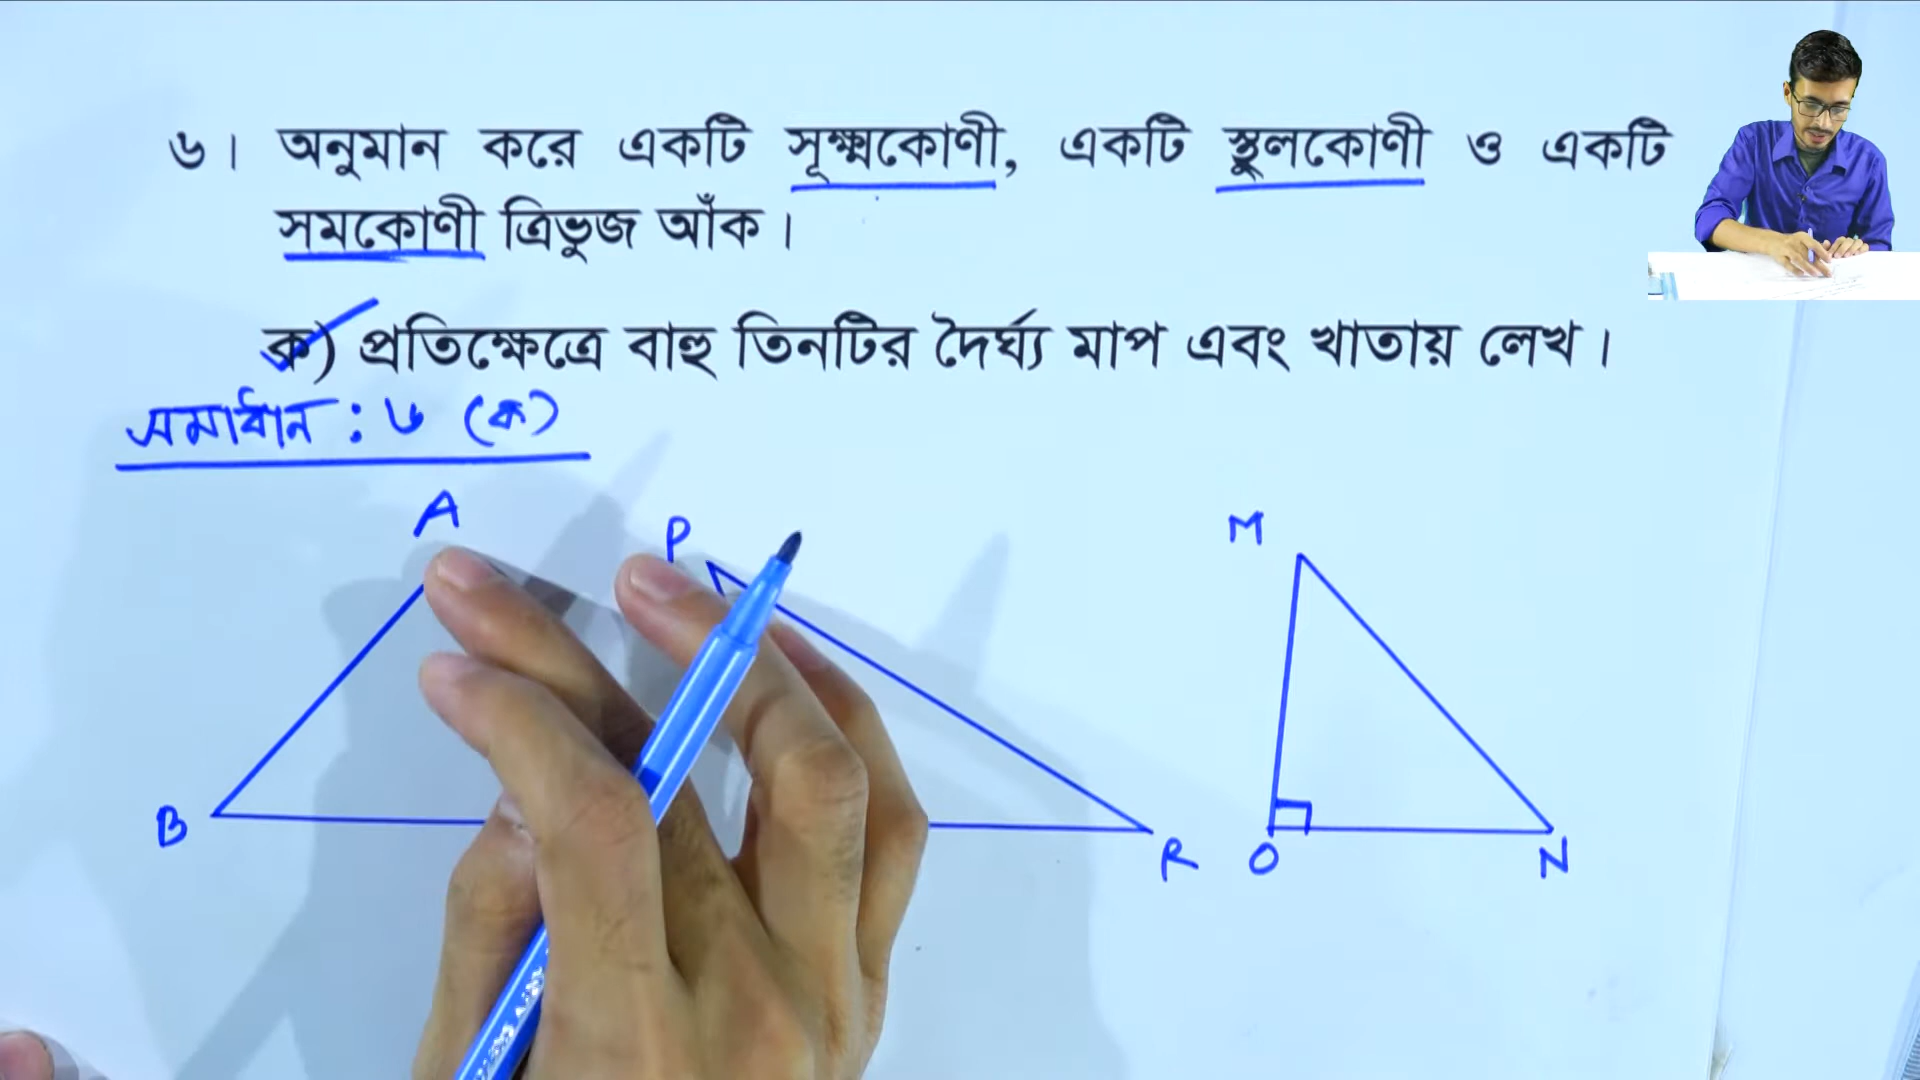 ৬। অনুমান করে একটি সূক্ষ্মকোণী, একটি স্থুলকোণী ও একটি
সমকোণী ত্রিভুজ আঁক।
ক) প্রতিক্ষেত্রে বাহু তিনটির দৈর্ঘ্য মাপ এবং খাতায় লেখ।
সমাধান : ৬ (ক)
A
P
M
B
R
O
N